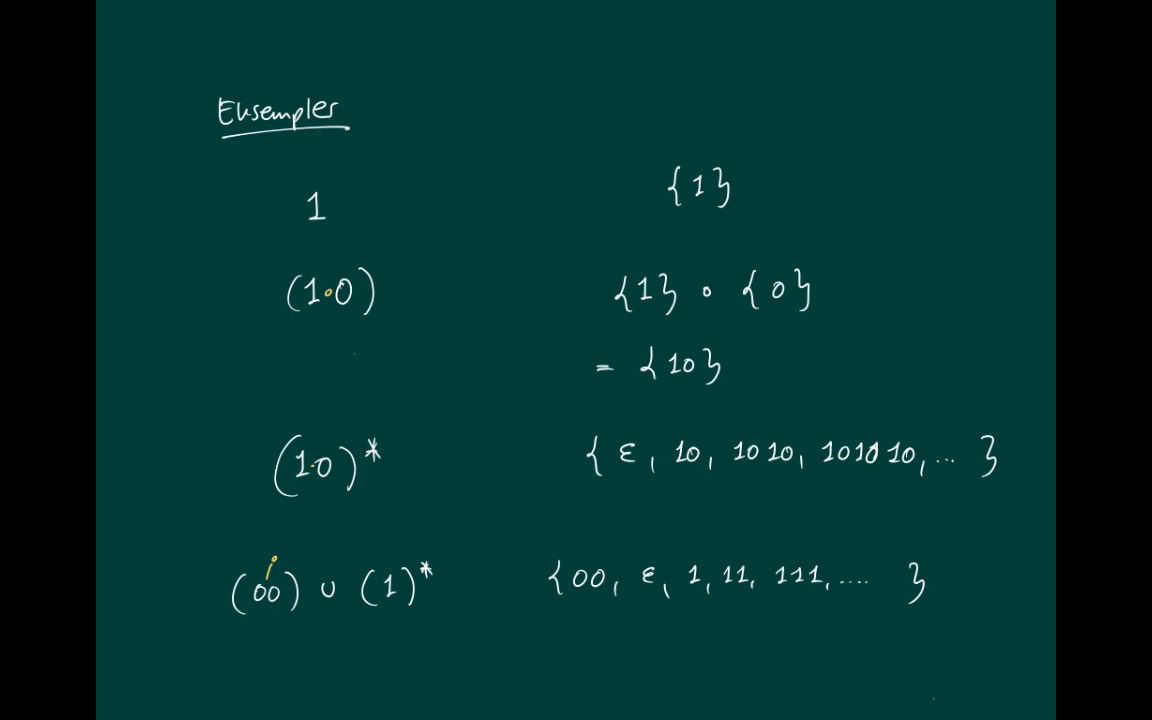 Eksempler
1 {1}
(1∘0) {1} ∘ {0}
= {10}
(1·0)* {ε, 10, 1010, 101010, ... }
(00) ∪ (1)* {00, ε, 1, 11, 111, .... }